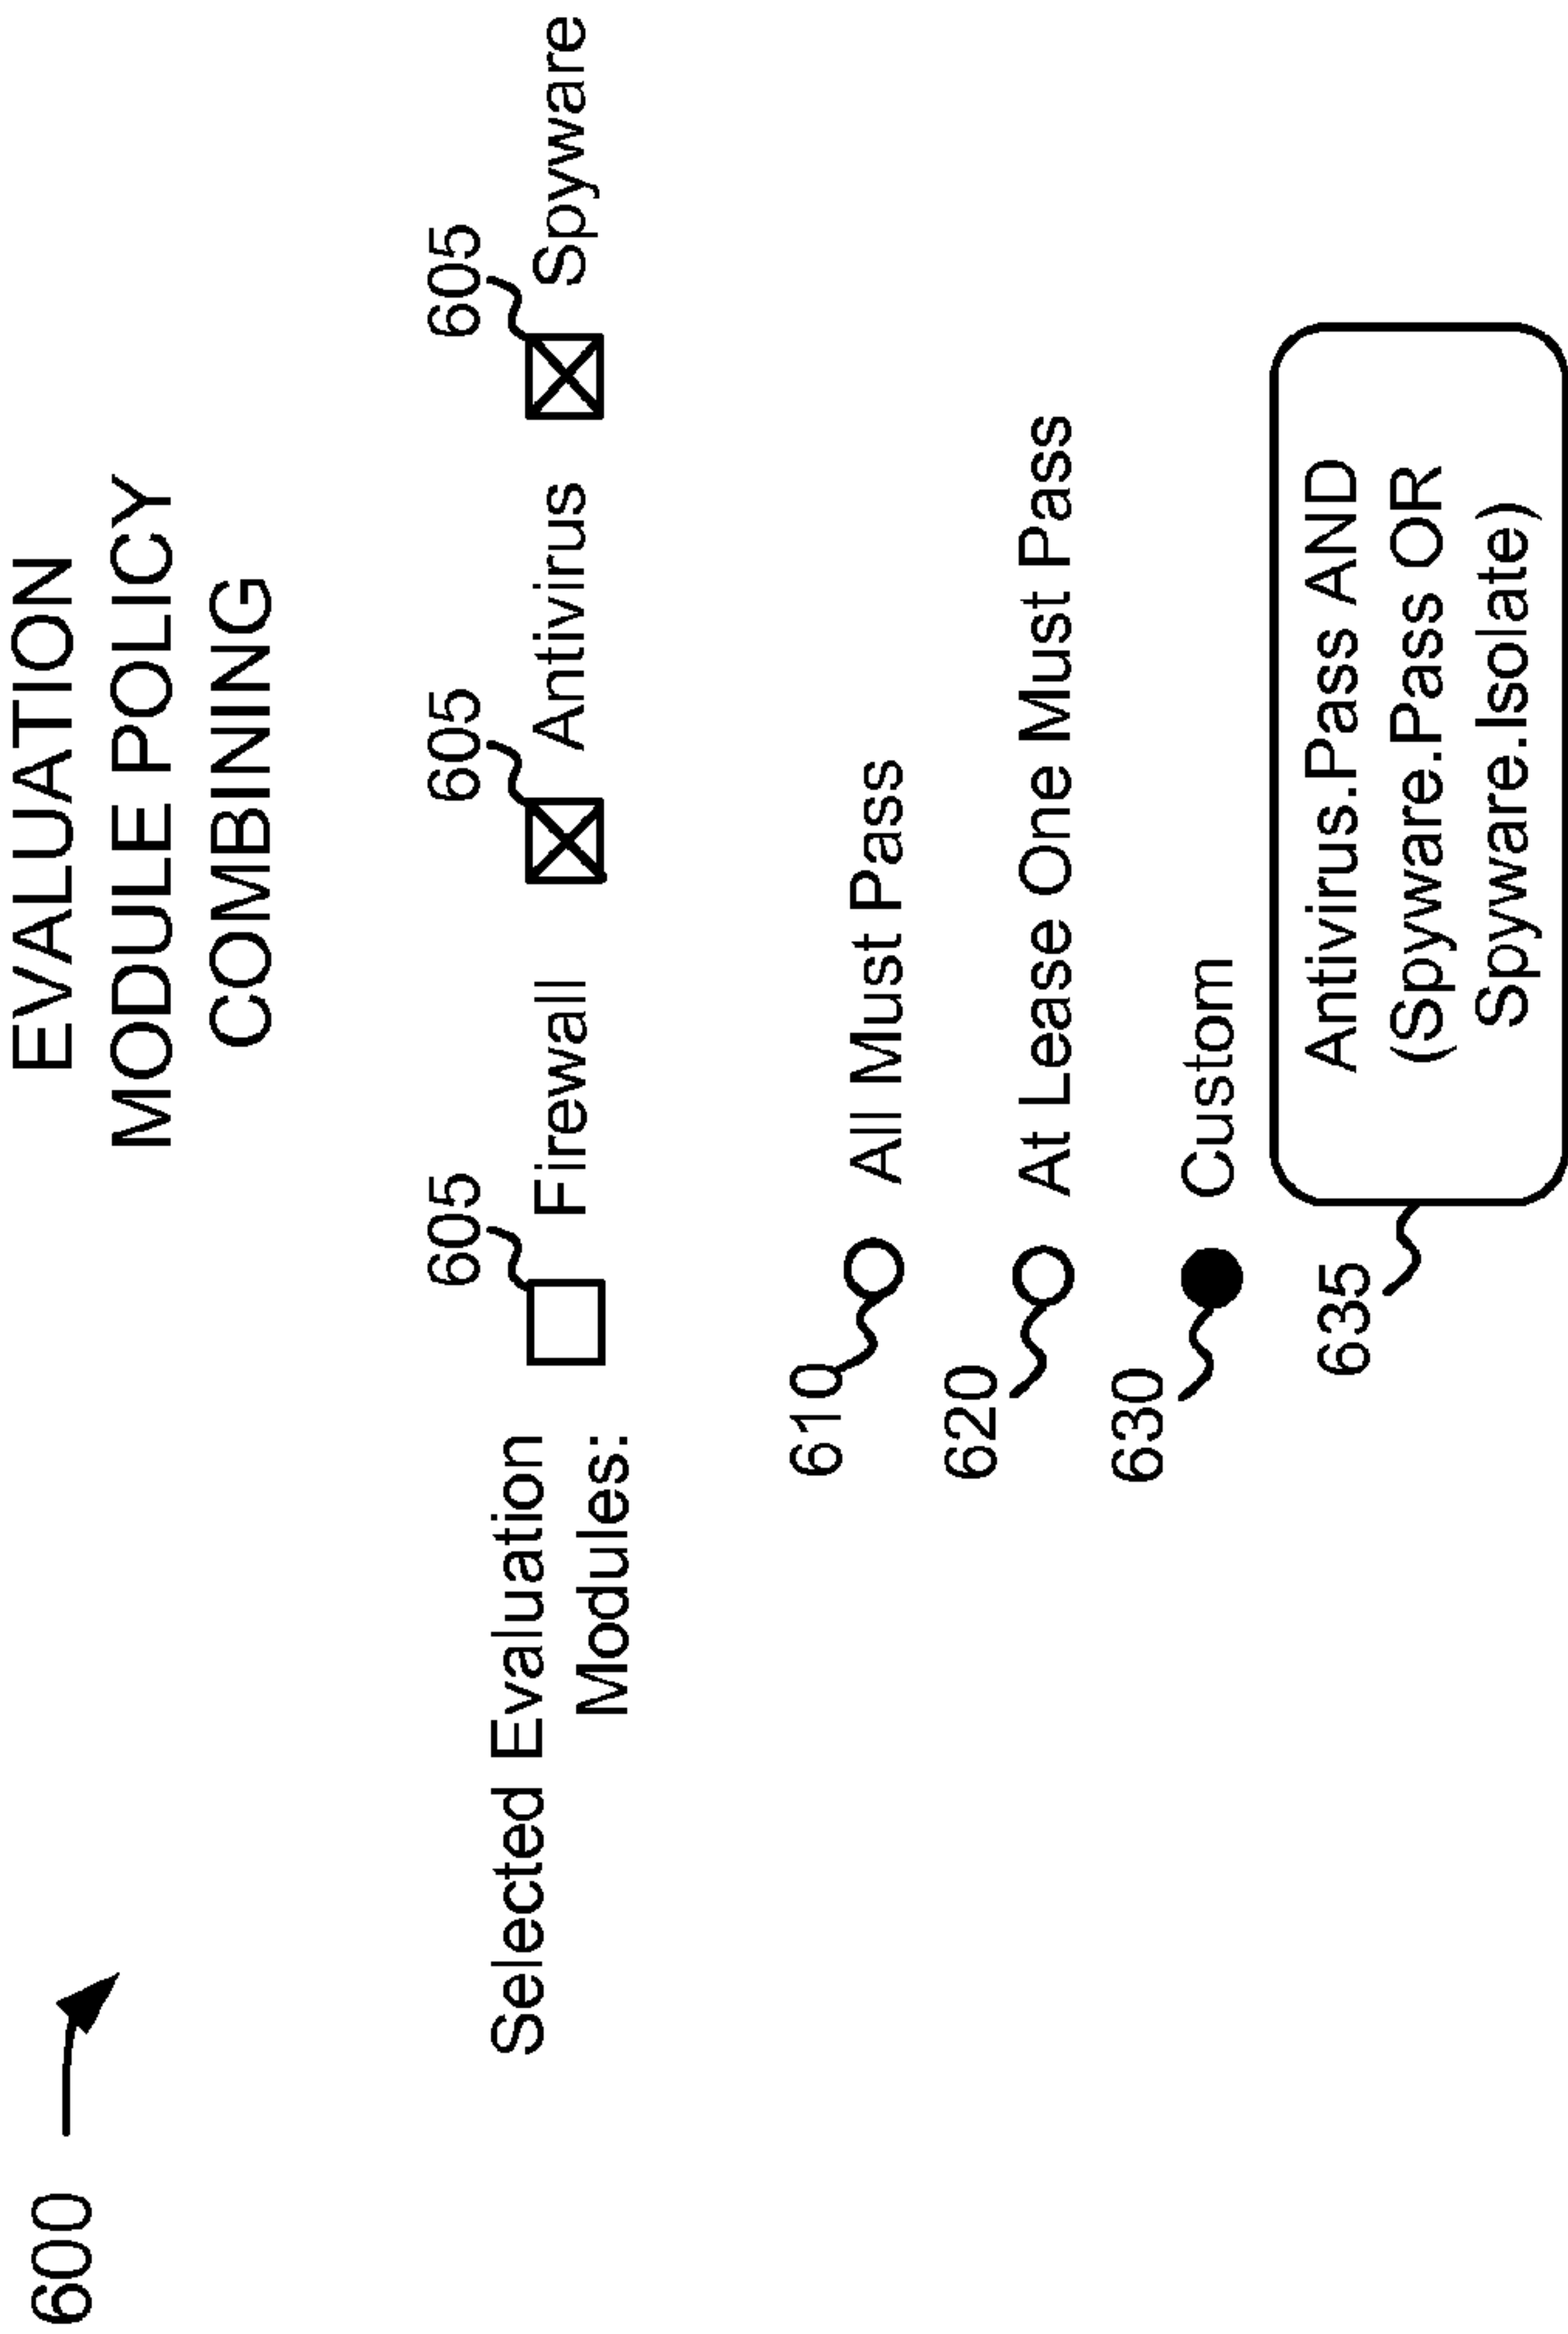 600
EVALUATION
MODULE POLICY
COMBINING
Selected Evaluation
Modules:
605
Firewall
605
Antivirus
605
Spyware
610
All Must Pass
620
At Lease One Must Pass
630
Custom
635
Antivirus.Pass AND
(Spyware.Pass OR
Spyware.Isolate)